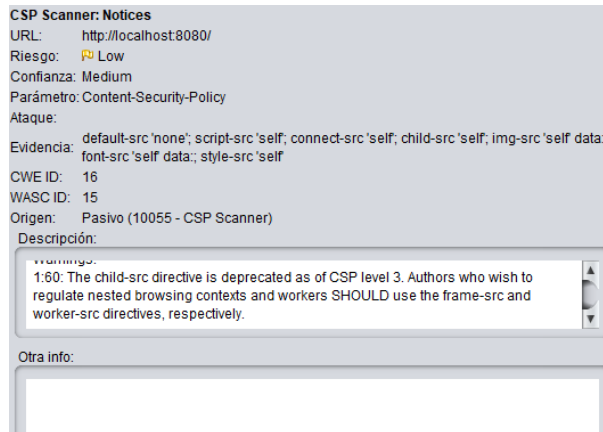 CSP Scanner: Notices
URL: http://localhost:8080/
Riesgo: Low
Confianza: Medium
Parámetro: Content-Security-Policy
Ataque:
Evidencia: default-src 'none'; script-src 'self'; connect-src 'self'; child-src 'self'; img-src 'self' data:
font-src 'self' data:; style-src 'self'
CWE ID: 16
WASC ID: 15
Origen: Pasivo (10055 - CSP Scanner)
Descripción:
Warnings:
1:60: The child-src directive is deprecated as of CSP level 3. Authors who wish to
regulate nested browsing contexts and workers SHOULD use the frame-src and
worker-src directives, respectively.
Otra info: